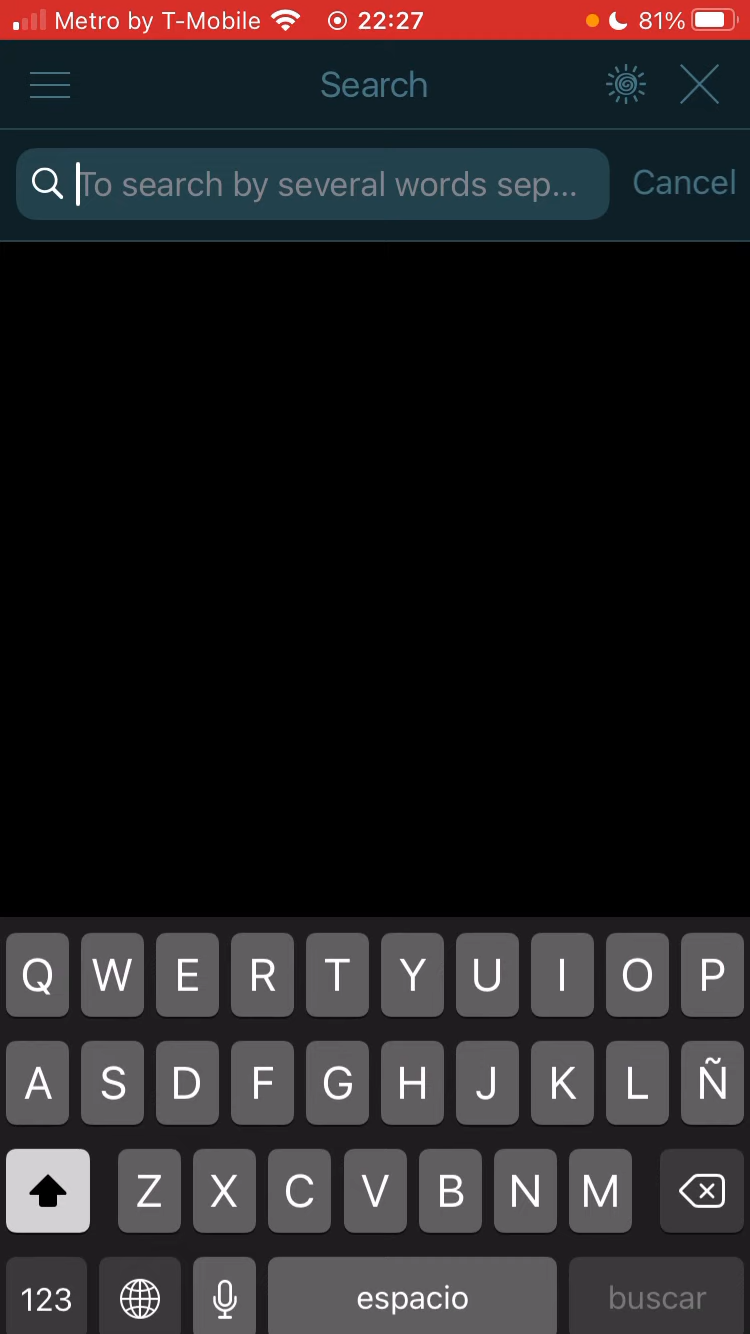 Metro by T-Mobile 22:27 81%
Search
To search by several words sep... Cancel
Q W E R T Y U I O P
A S D F G H J K L Ñ
Z X C V B N M
123 espacio buscar